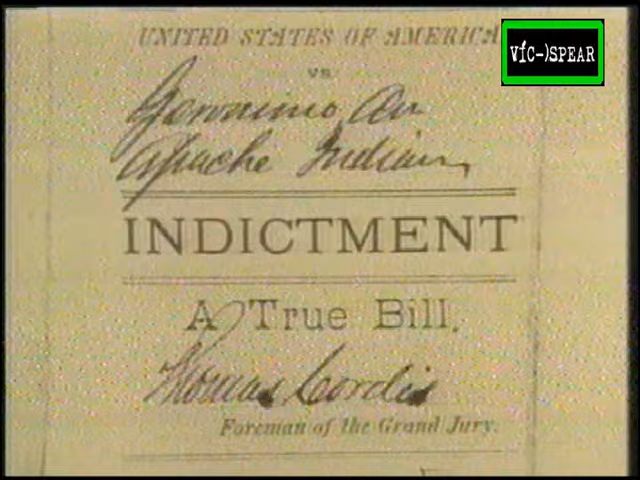 UNITED STATES OF AMERICA
VíC-)SPEAR
vs.
Geronimo, An
Apache Indian,
INDICTMENT
A True Bill.
Thomas Cordis
Foreman of the Grand Jury.